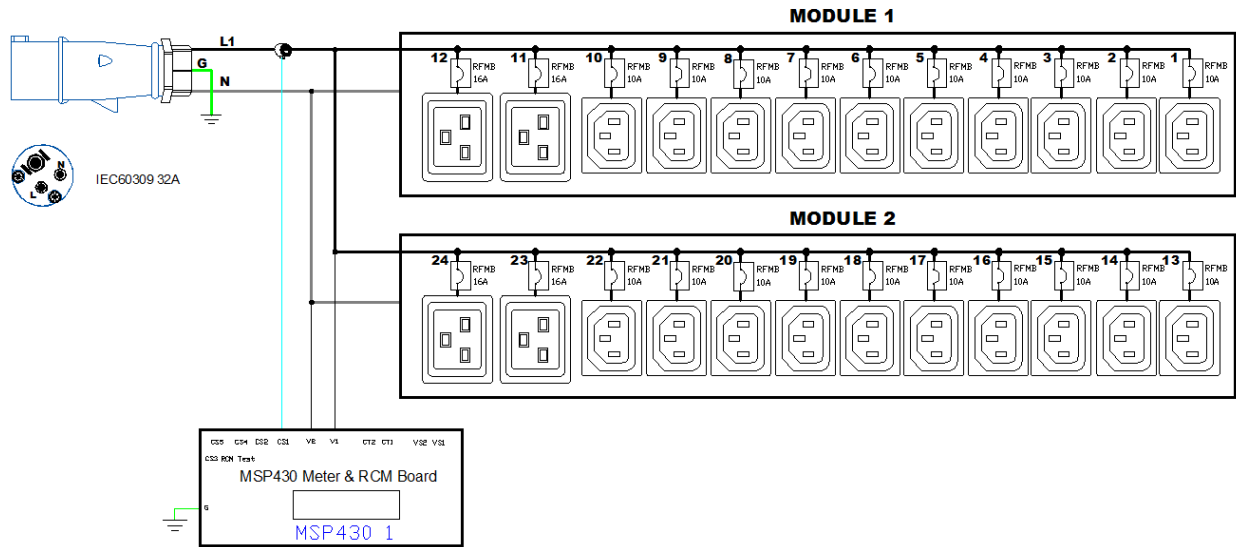 MODULE 1
L1
G
N
12 11 10 9 8 7 6 5 4 3 2 1
RFMB RFMB RFMB RFMB RFMB RFMB RFMB RFMB RFMB RFMB RFMB RFMB
16A 16A 10A 10A 10A 10A 10A 10A 10A 10A 10A 10A
N
L
IEC60309 32A
MODULE 2
24 23 22 21 20 19 18 17 16 15 14 13
RFMB RFMB RFMB RFMB RFMB RFMB RFMB RFMB RFMB RFMB RFMB RFMB
16A 16A 10A 10A 10A 10A 10A 10A 10A 10A 10A 10A
CS5 CS4 CS2 CS1 V2 V1 CT2 CT1 VS2 VS1
CS3 RCM Test
MSP430 Meter & RCM Board
G
MSP430 1